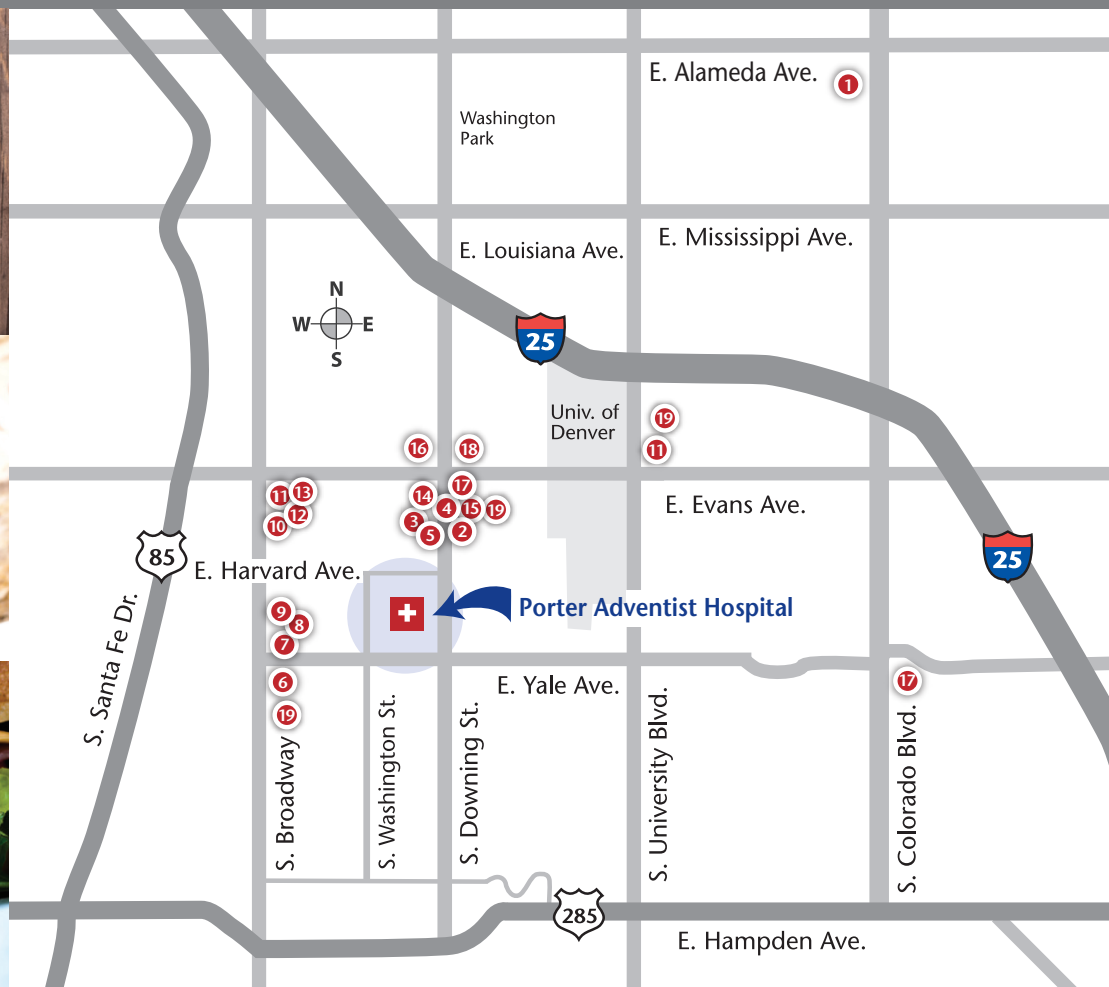 E. Alameda Ave.
1
Washington
Park
E. Mississippi Ave.
E. Louisiana Ave.
N
W E
S
25
Univ. of
Denver
19
11
16
18
17
14
4
15
19
3
5
2
11
13
12
10
E. Evans Ave.
85
25
E. Harvard Ave.
Porter Adventist Hospital
9
8
7
6
19
17
E. Yale Ave.
S. Santa Fe Dr.
S. Broadway
S. Washington St.
S. Downing St.
S. University Blvd.
S. Colorado Blvd.
285
E. Hampden Ave.